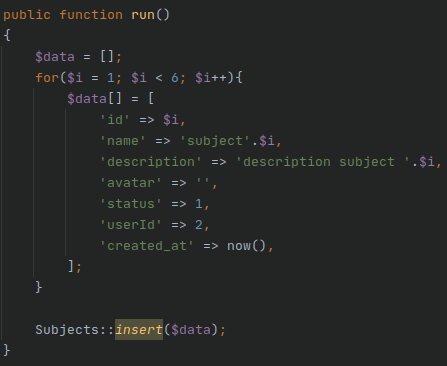 public function run()
{
    $data = [];
    for($i = 1; $i < 6; $i++){
        $data[] = [
            'id' => $i,
            'name' => 'subject'.$i,
            'description' => 'description subject '.$i,
            'avatar' => '',
            'status' => 1,
            'userId' => 2,
            'created_at' => now(),
        ];
    }

    Subjects::insert($data);
}